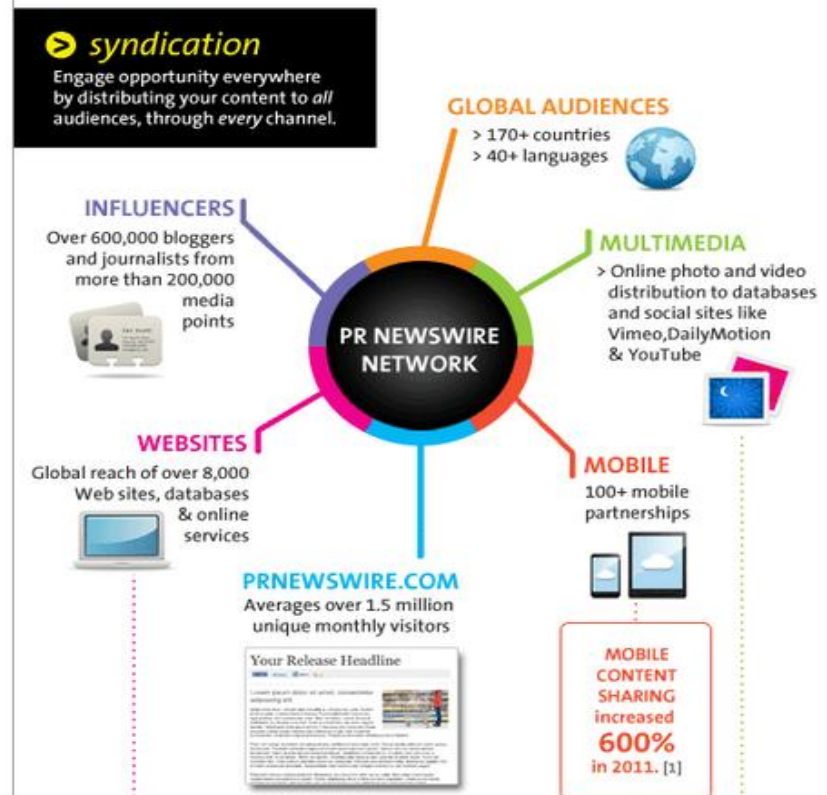 syndication
Engage opportunity everywhere
by distributing your content to all
audiences, through every channel.
GLOBAL AUDIENCES
> 170+ countries
> 40+ languages
INFLUENCERS
Over 600,000 bloggers
and journalists from
more than 200,000
media
points
MULTIMEDIA
> Online photo and video
distribution to databases
and social sites like
Vimeo,DailyMotion
& YouTube
PR NEWSWIRE
NETWORK
WEBSITES
Global reach of over 8,000
Web sites, databases
& online
services
MOBILE
100+ mobile
partnerships
PRNEWSWIRE.COM
Averages over 1.5 million
unique monthly visitors
Your Release Headline
MOBILE
CONTENT
SHARING
increased
600%
in 2011. [1]